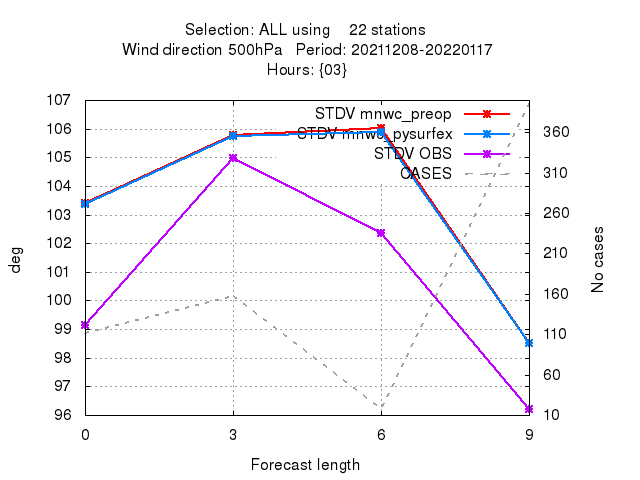 Selection: ALL using    22 stations
Wind direction 500hPa   Period: 20211208-20220117
Hours: {03}
107
106
105
104
103
102
101
100
99
98
97
96
deg
STDV mnwc_preop
STDV mnwc_pysurfex
STDV OBS
CASES
360
310
260
210
160
110
60
10
No cases
0 3 6 9
Forecast length